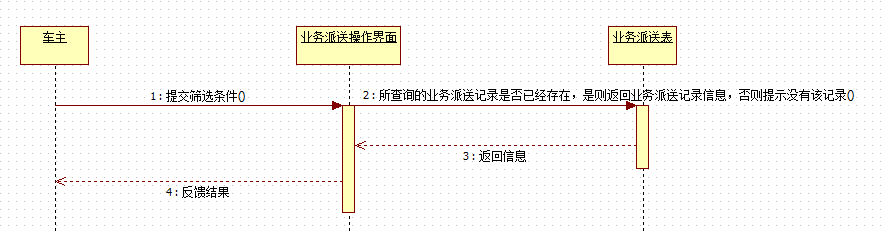 车主
业务派送操作界面
业务派送表
1：提交筛选条件()
2：所查询的业务派送记录是否已经存在，是则返回业务派送记录信息，否则提示没有该记录()
3：返回信息
4：反馈结果